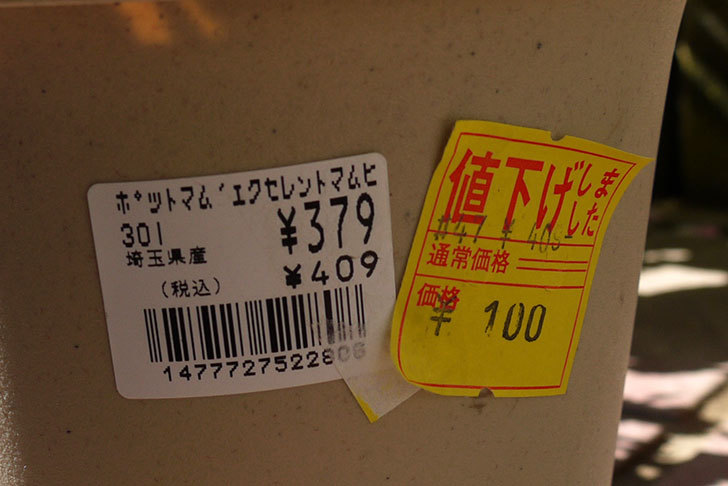 ポットマム゛エクセレントマムピ
301
¥379
埼玉県産
(税込)
¥409
1477727522806
値下げしました
通常価格
価格
¥ 100